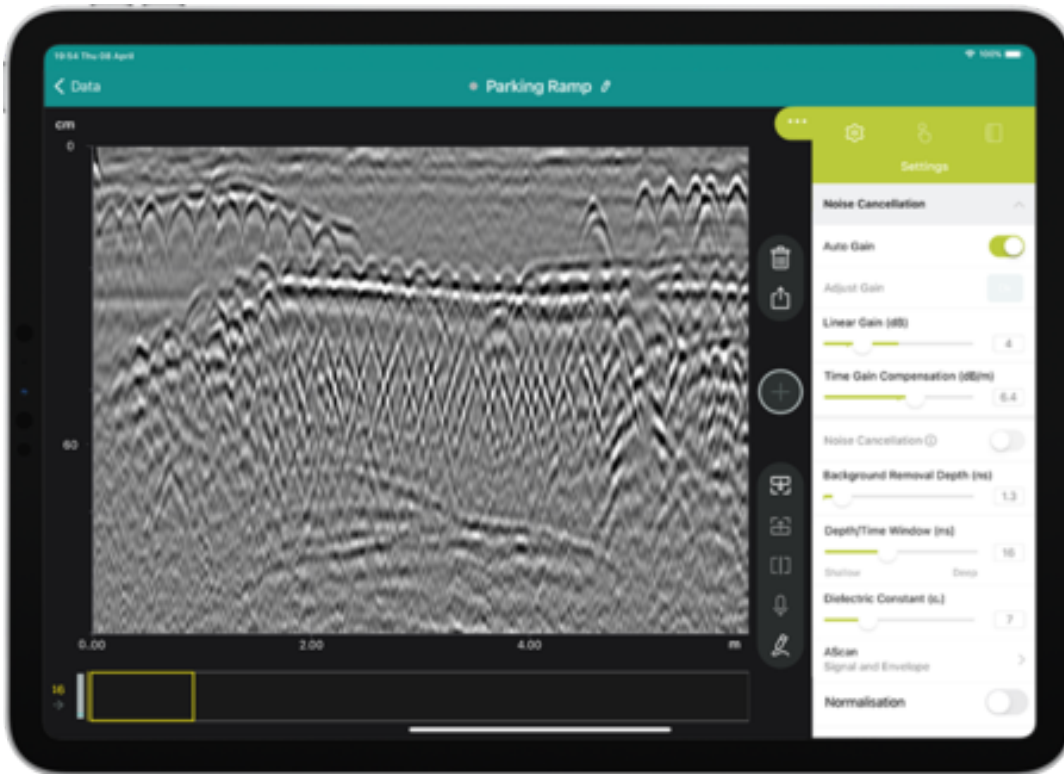 19:54 Thu 08 April
100%
Data
Parking Ramp
Settings
cm
0
60
0.00
2.00
4.00
m
16
Noise Cancellation
Auto Gain
Adjust Gain
Linear Gain (dB)
4
Time Gain Compensation (dB/m)
6.4
Noise Cancellation
Background Removal Depth (ns)
1.3
Depth/Time Window (ns)
16
Shallow
Deep
Dielectric Constant (εᵣ)
7
AScan
Signal and Envelope
Normalisation